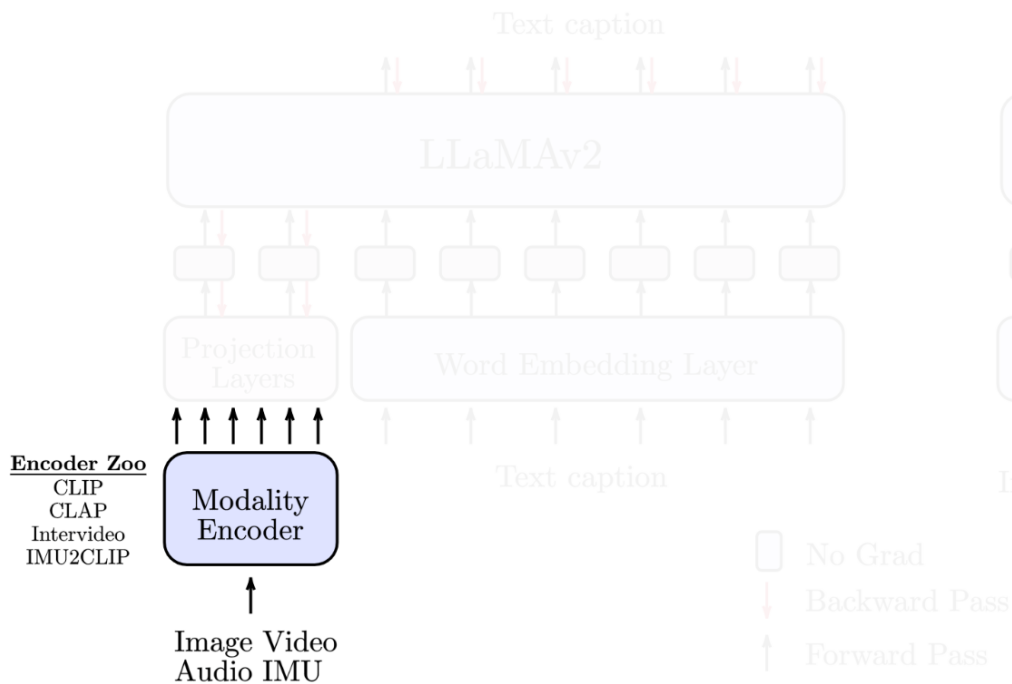 Text caption
LLaMAv2
Projection
Layers
Word Embedding Layer
Encoder Zoo
CLIP
CLAP
Intervideo
IMU2CLIP
Modality
Encoder
Text caption
No Grad
Backward Pass
Forward Pass
Image Video
Audio IMU